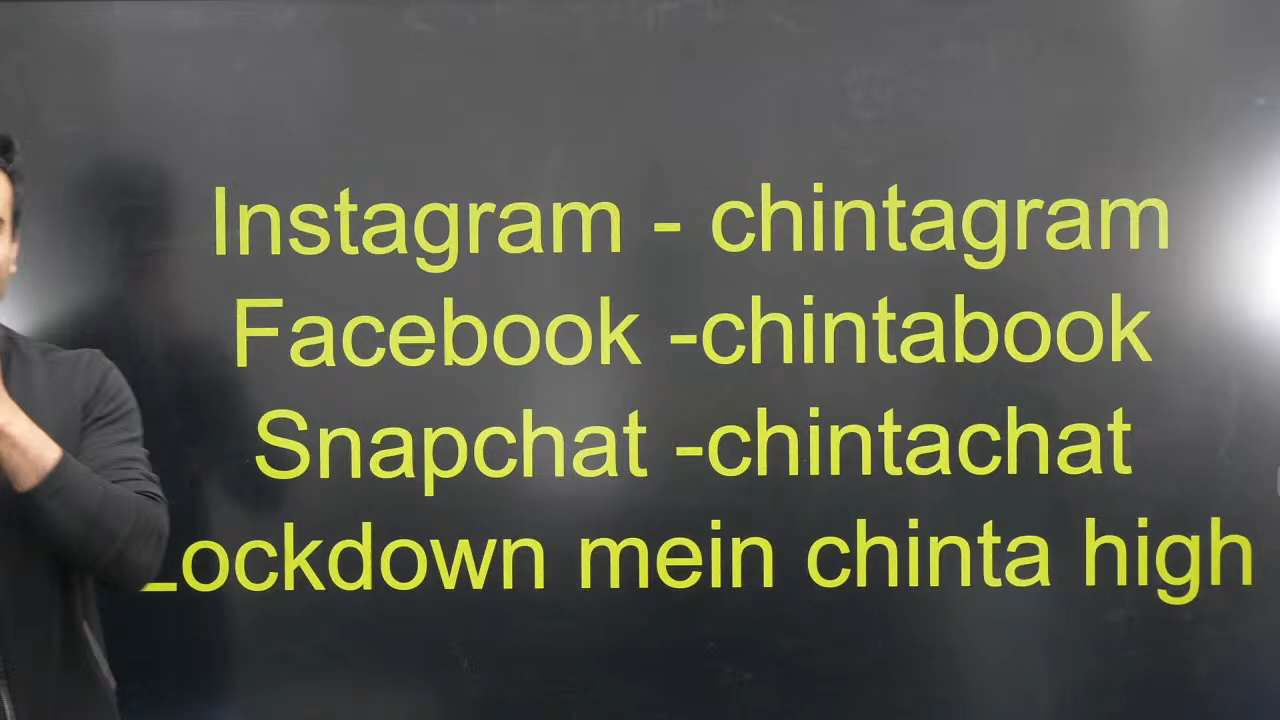 Instagram - chintagram
Facebook -chintabook
Snapchat -chintachat
Lockdown mein chinta high